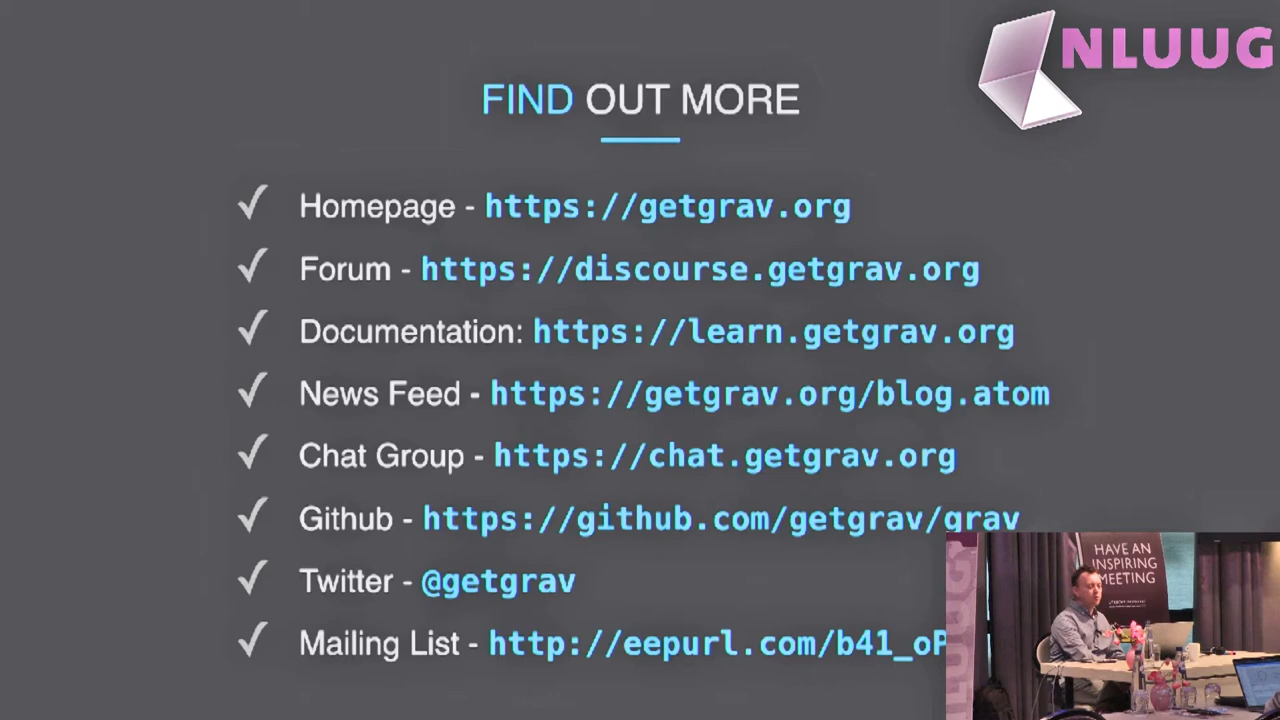 NLUUG
FIND OUT MORE
✓ Homepage - https://getgrav.org
✓ Forum - https://discourse.getgrav.org
✓ Documentation: https://learn.getgrav.org
✓ News Feed - https://getgrav.org/blog.atom
✓ Chat Group - https://chat.getgrav.org
✓ Github - https://github.com/getgrav/grav
✓ Twitter - @getgrav
✓ Mailing List - http://eepurl.com/b41_oP
HAVE AN
INSPIRING
MEETING